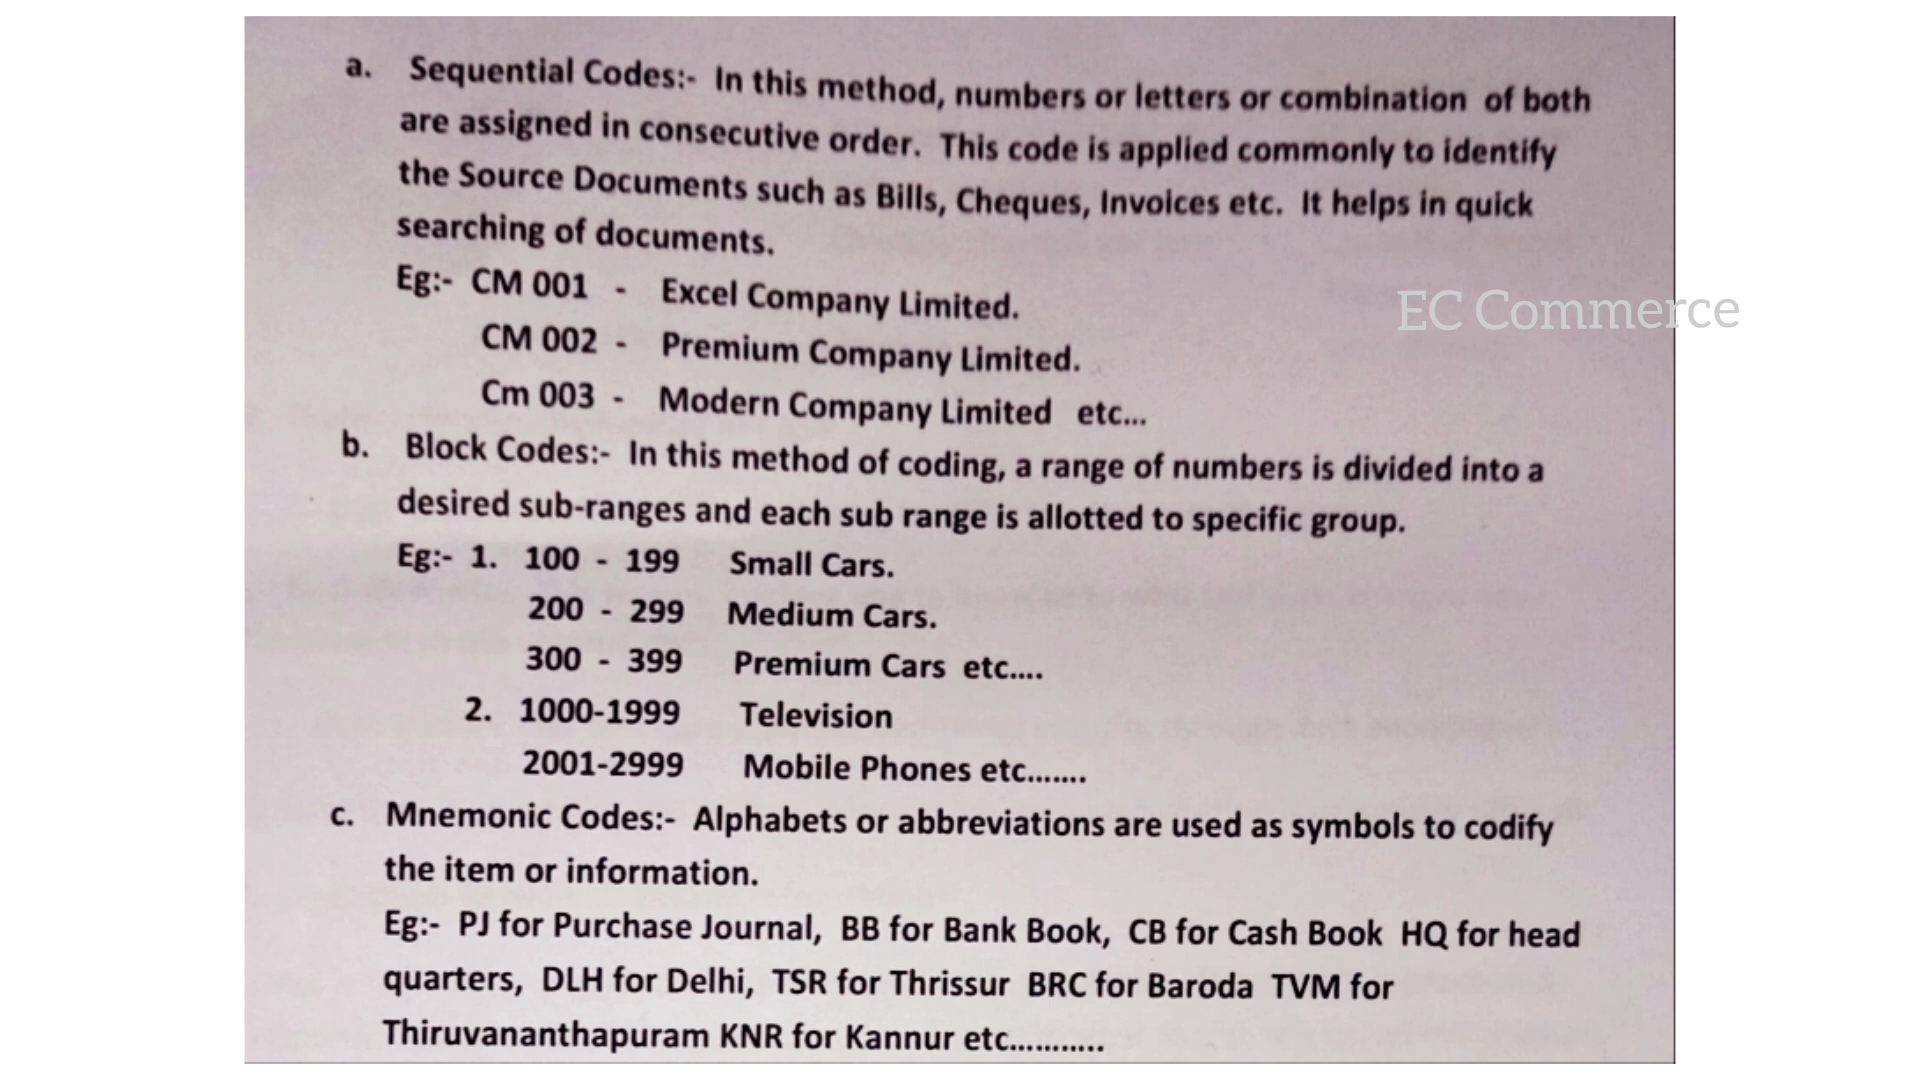 a. Sequential Codes:- In this method, numbers or letters or combination of both
are assigned in consecutive order. This code is applied commonly to identify
the Source Documents such as Bills, Cheques, Invoices etc. It helps in quick
searching of documents.
Eg:- CM 001 - Excel Company Limited.
EC Commerce
CM 002 - Premium Company Limited.
Cm 003 - Modern Company Limited etc...
b. Block Codes:- In this method of coding, a range of numbers is divided into a
desired sub-ranges and each sub range is allotted to specific group.
Eg:- 1. 100 - 199 Small Cars.
200 - 299 Medium Cars.
300 - 399 Premium Cars etc....
2. 1000-1999 Television
2001-2999 Mobile Phones etc.......
c. Mnemonic Codes:- Alphabets or abbreviations are used as symbols to codify
the item or information.
Eg:- PJ for Purchase Journal, BB for Bank Book, CB for Cash Book HQ for head
quarters, DLH for Delhi, TSR for Thrissur BRC for Baroda TVM for
Thiruvananthapuram KNR for Kannur etc...........